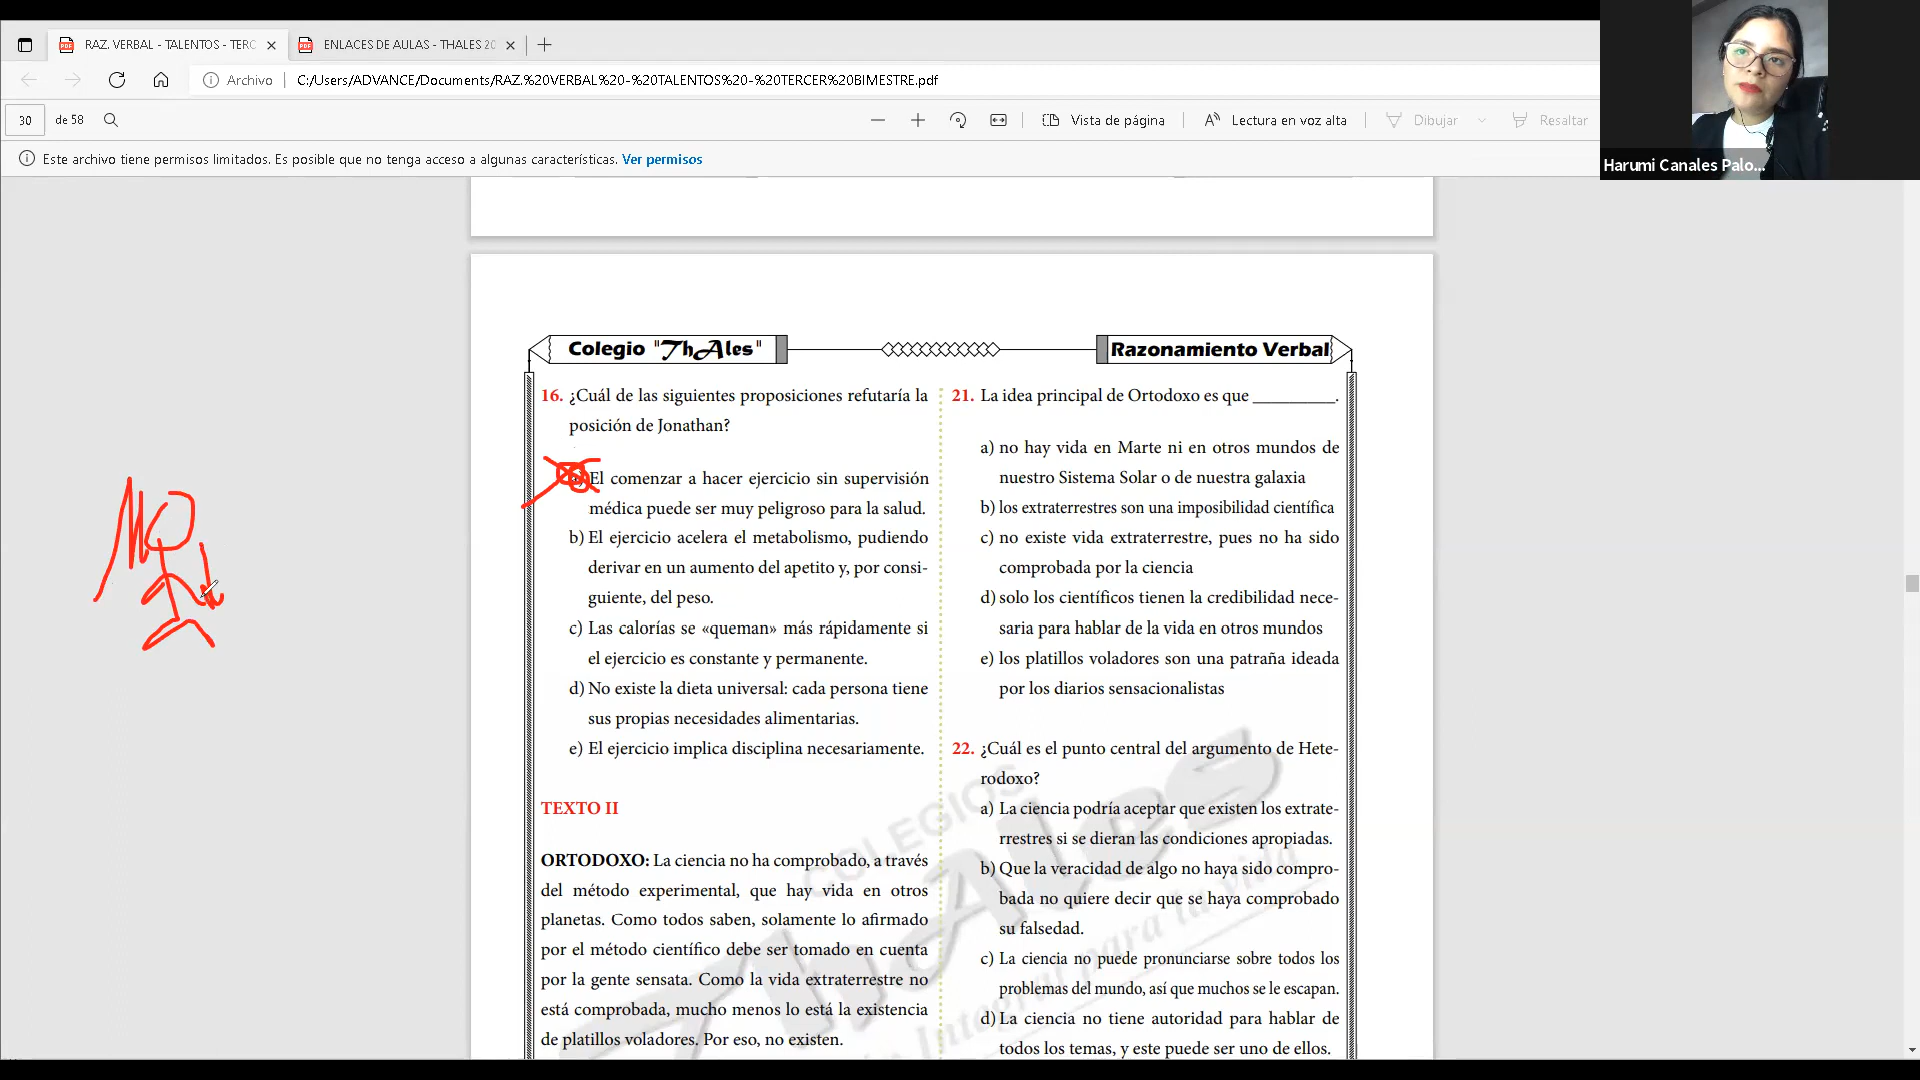 RAZ. VERBAL - TALENTOS - TERC
ENLACES DE AULAS - THALES 20
Archivo
C:/Users/ADVANCE/Documents/RAZ.%20VERBAL%20-%20TALENTOS%20-%20TERCER%20BIMESTRE.pdf
30 de 58
Vista de página
Lectura en voz alta
Dibujar
Resaltar
Este archivo tiene permisos limitados. Es posible que no tenga acceso a algunas características. Ver permisos
Harumi Canales Palo...
Colegio "ThAles"
Razonamiento Verbal
16. ¿Cuál de las siguientes proposiciones refutaría la
posición de Jonathan?
El comenzar a hacer ejercicio sin supervisión
médica puede ser muy peligroso para la salud.
b) El ejercicio acelera el metabolismo, pudiendo
derivar en un aumento del apetito y, por consi-
guiente, del peso.
c) Las calorías se «queman» más rápidamente si
el ejercicio es constante y permanente.
d) No existe la dieta universal: cada persona tiene
sus propias necesidades alimentarias.
e) El ejercicio implica disciplina necesariamente.
TEXTO II
ORTODOXO: La ciencia no ha comprobado, a través
del método experimental, que hay vida en otros
planetas. Como todos saben, solamente lo afirmado
por el método científico debe ser tomado en cuenta
por la gente sensata. Como la vida extraterrestre no
está comprobada, mucho menos lo está la existencia
de platillos voladores. Por eso, no existen.
21. La idea principal de Ortodoxo es que _________.
a) no hay vida en Marte ni en otros mundos de
nuestro Sistema Solar o de nuestra galaxia
b) los extraterrestres son una imposibilidad científica
c) no existe vida extraterrestre, pues no ha sido
comprobada por la ciencia
d) solo los científicos tienen la credibilidad nece-
saria para hablar de la vida en otros mundos
e) los platillos voladores son una patraña ideada
por los diarios sensacionalistas
22. ¿Cuál es el punto central del argumento de Hete-
rodoxo?
a) La ciencia podría aceptar que existen los extrate-
rrestres si se dieran las condiciones apropiadas.
b) Que la veracidad de algo no haya sido compro-
bada no quiere decir que se haya comprobado
su falsedad.
c) La ciencia no puede pronunciarse sobre todos los
problemas del mundo, así que muchos se le escapan.
d) La ciencia no tiene autoridad para hablar de
todos los temas, y este puede ser uno de ellos.
COLEGIOS
ThAles
Integral para la vida